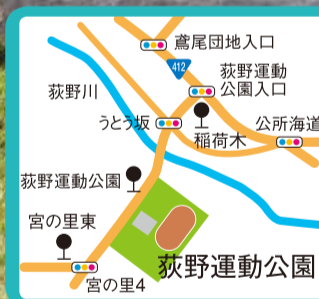 鳶尾団地入口
412
荻野運動
公園入口
荻野川
うとう坂
稲荷木
公所海道
荻野運動公園
宮の里東
荻野運動公園
宮の里4